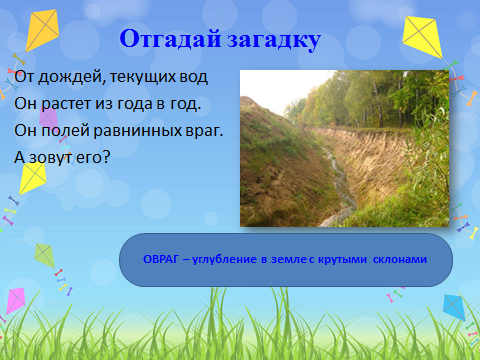 Отгадай загадку
От дождей, текущих вод
Он растет из года в год.
Он полей равнинных враг.
А зовут его?
ОВРАГ – углубление в земле с крутыми склонами